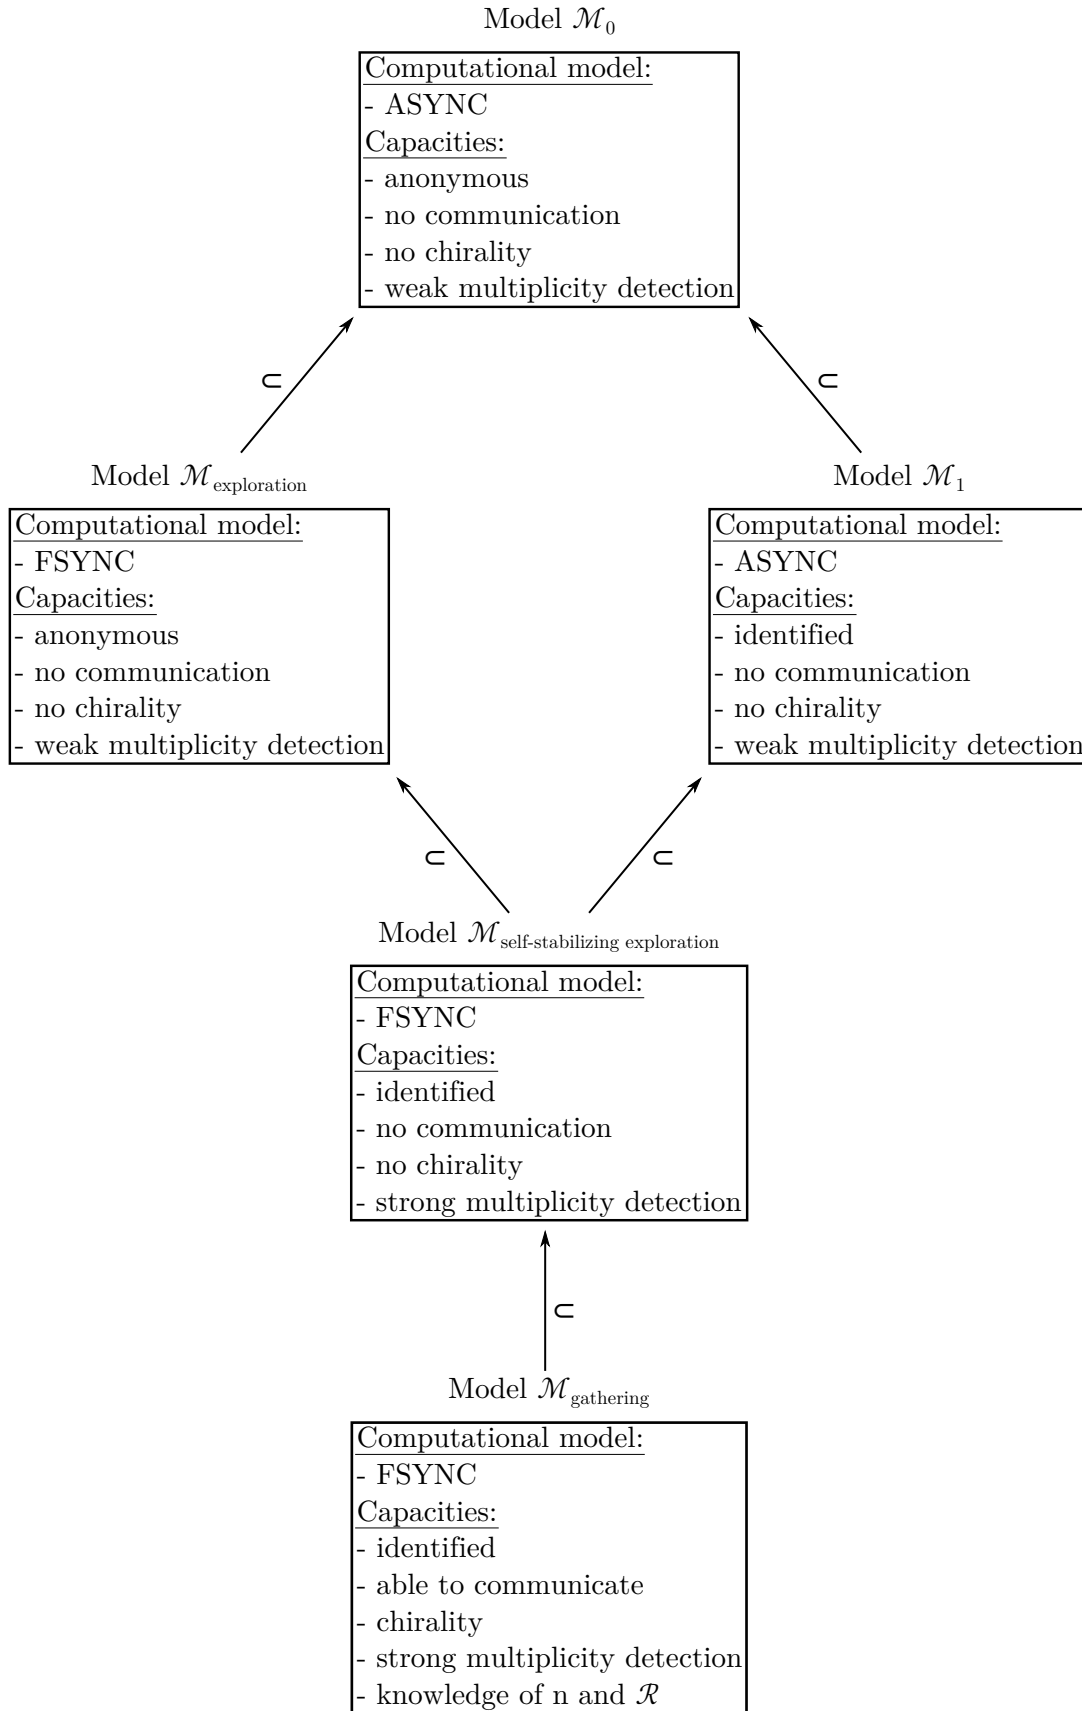 Model ℳ₀
Computational model:
- ASYNC
Capacities:
- anonymous
- no communication
- no chirality
- weak multiplicity detection
⊂
⊂
Model ℳ_exploration
Computational model:
- FSYNC
Capacities:
- anonymous
- no communication
- no chirality
- weak multiplicity detection
Model ℳ₁
Computational model:
- ASYNC
Capacities:
- identified
- no communication
- no chirality
- weak multiplicity detection
⊂
⊂
Model ℳ_self-stabilizing exploration
Computational model:
- FSYNC
Capacities:
- identified
- no communication
- no chirality
- strong multiplicity detection
⊂
Model ℳ_gathering
Computational model:
- FSYNC
Capacities:
- identified
- able to communicate
- chirality
- strong multiplicity detection
- knowledge of n and ℛ